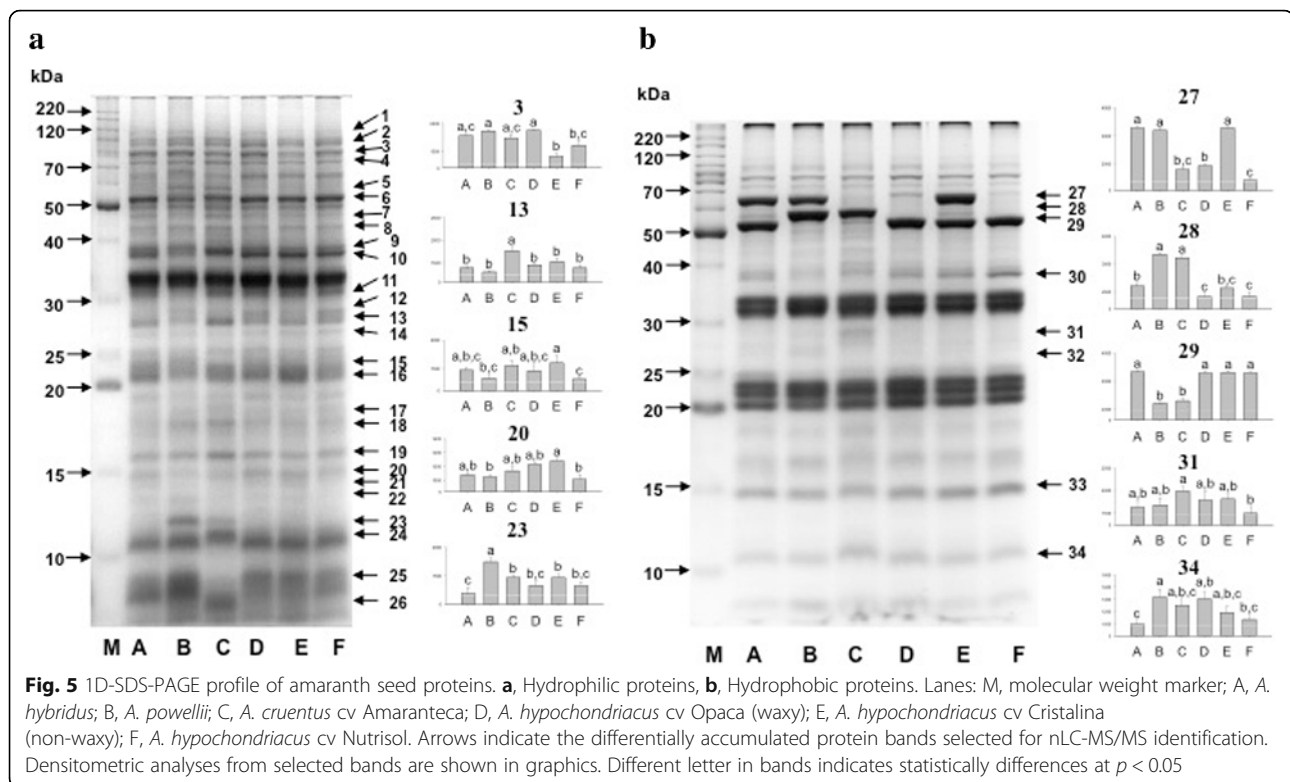 a
kDa
220
120
70
50
40
30
25
20
15
10
1
2
3
4
5
6
7
8
9
10
11
12
13
14
15
16
17
18
19
20
21
22
23
24
25
26
M A B C D E F
3
a,c a a,c a b b,c
A B C D E F
13
b b a b b b
A B C D E F
15
a,b,c b,c a,b a,b,c a c
A B C D E F
20
a,b b a,b a,b a b
A B C D E F
23
c a b b,c b b,c
A B C D E F
b
kDa
220
120
70
50
40
30
25
20
15
10
27
28
29
30
31
32
33
34
M A B C D E F
27
a a b,c b a c
A B C D E F
28
b a a c b,c c
A B C D E F
29
a b b a a a
A B C D E F
31
a,b a,b a a,b a,b b
A B C D E F
34
c a a,b,c a,b a,b,c b,c
A B C D E F
Fig. 5 1D-SDS-PAGE profile of amaranth seed proteins. a, Hydrophilic proteins, b, Hydrophobic proteins. Lanes: M, molecular weight marker; A, A.
hybridus; B, A. powellii; C, A. cruentus cv Amaranteca; D, A. hypochondriacus cv Opaca (waxy); E, A. hypochondriacus cv Cristalina
(non-waxy); F, A. hypochondriacus cv Nutrisol. Arrows indicate the differentially accumulated protein bands selected for nLC-MS/MS identification.
Densitometric analyses from selected bands are shown in graphics. Different letter in bands indicates statistically differences at p < 0.05